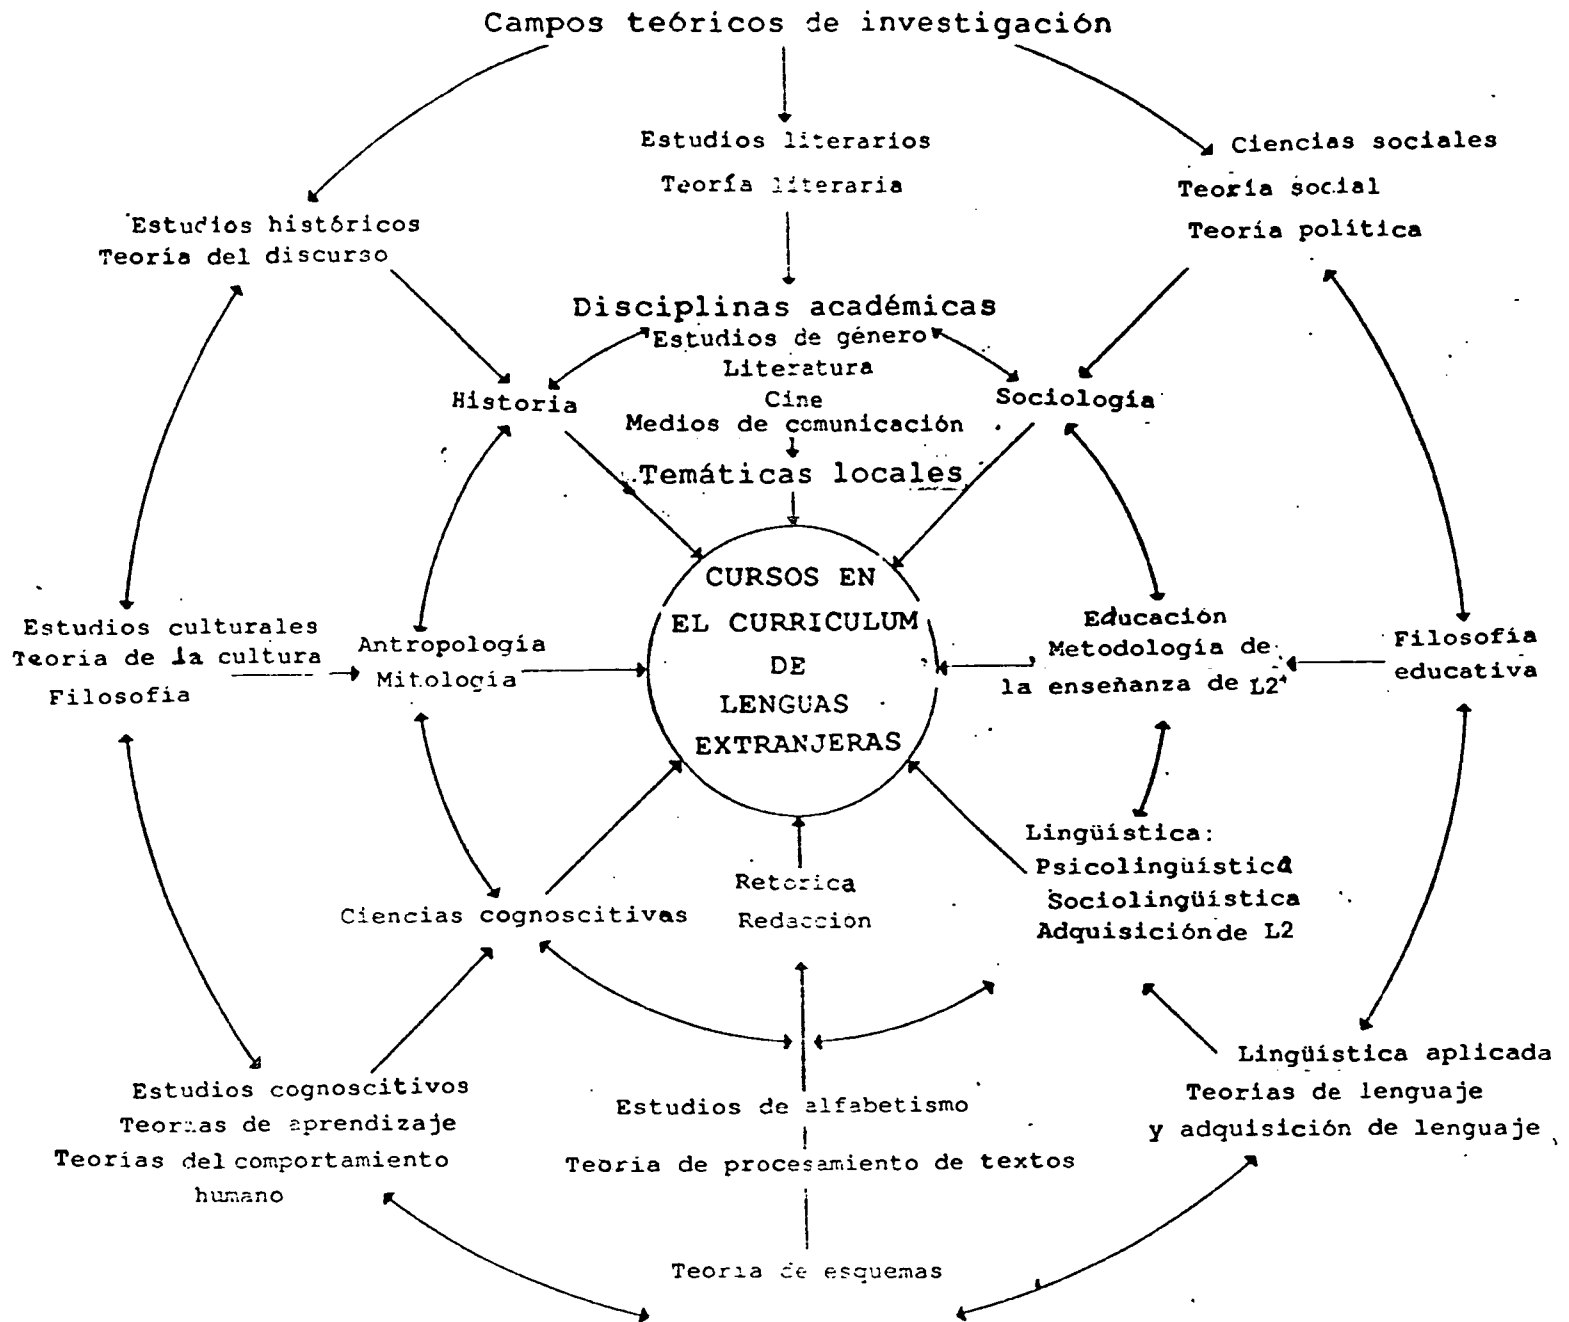 Campos teóricos de investigación
Estudios literarios
Teoría literaria
Ciencias sociales
Teoría social
Teoría política
Estudios históricos
Teoría del discurso
Disciplinas académicas
Estudios de género
Literatura
Cine
Medios de comunicación
Historia
Sociología
Temáticas locales
CURSOS EN
EL CURRICULUM
DE
LENGUAS
EXTRANJERAS
Estudios culturales
Teoría de la cultura
Filosofía
Antropología
Mitología
Educación
Metodología de
la enseñanza de L2
Filosofía
educativa
Ciencias cognoscitivas
Retórica
Redacción
Lingüística:
Psicolingüística
Sociolingüística
Adquisición de L2
Estudios cognoscitivos
Teorías de aprendizaje
Teorías del comportamiento
humano
Estudios de alfabetismo
Teoría de procesamiento de textos
Teoría de esquemas
Lingüística aplicada
Teorías de lenguaje
y adquisición de lenguaje